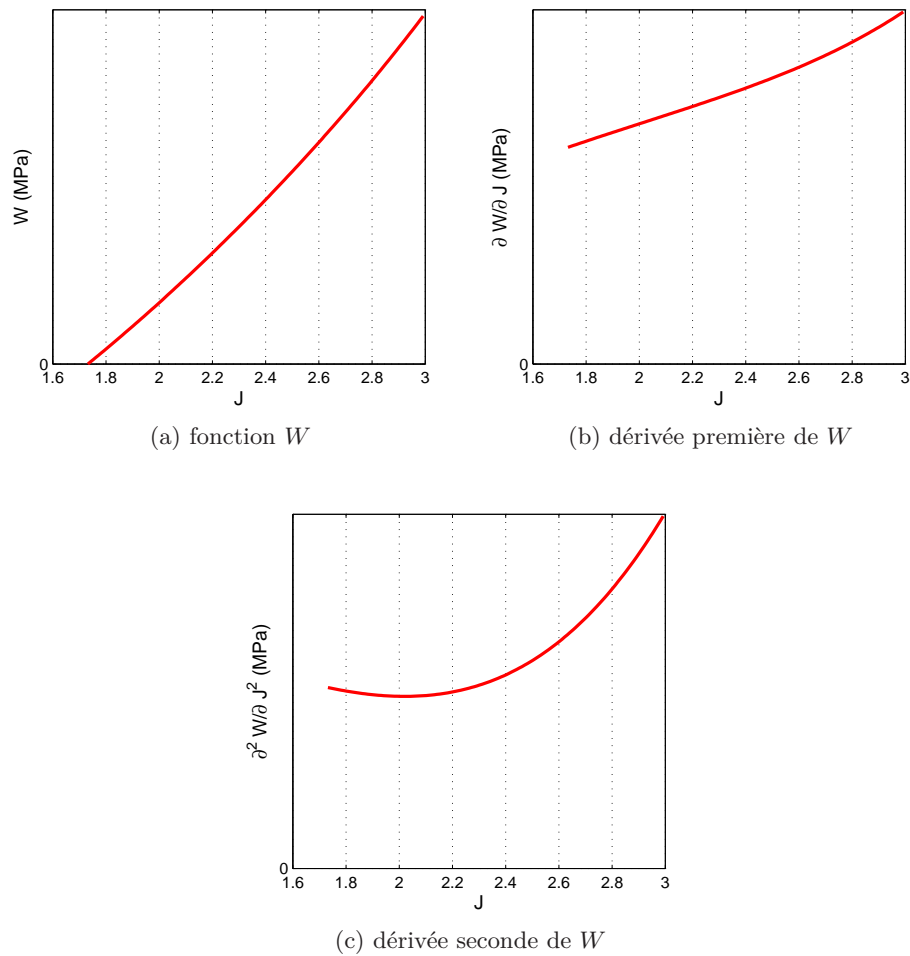 W (MPa)
0
1.6 1.8 2 2.2 2.4 2.6 2.8 3
J
(a) fonction W
∂ W/∂ J (MPa)
0
1.6 1.8 2 2.2 2.4 2.6 2.8 3
J
(b) dérivée première de W
∂² W/∂ J² (MPa)
0
1.6 1.8 2 2.2 2.4 2.6 2.8 3
J
(c) dérivée seconde de W